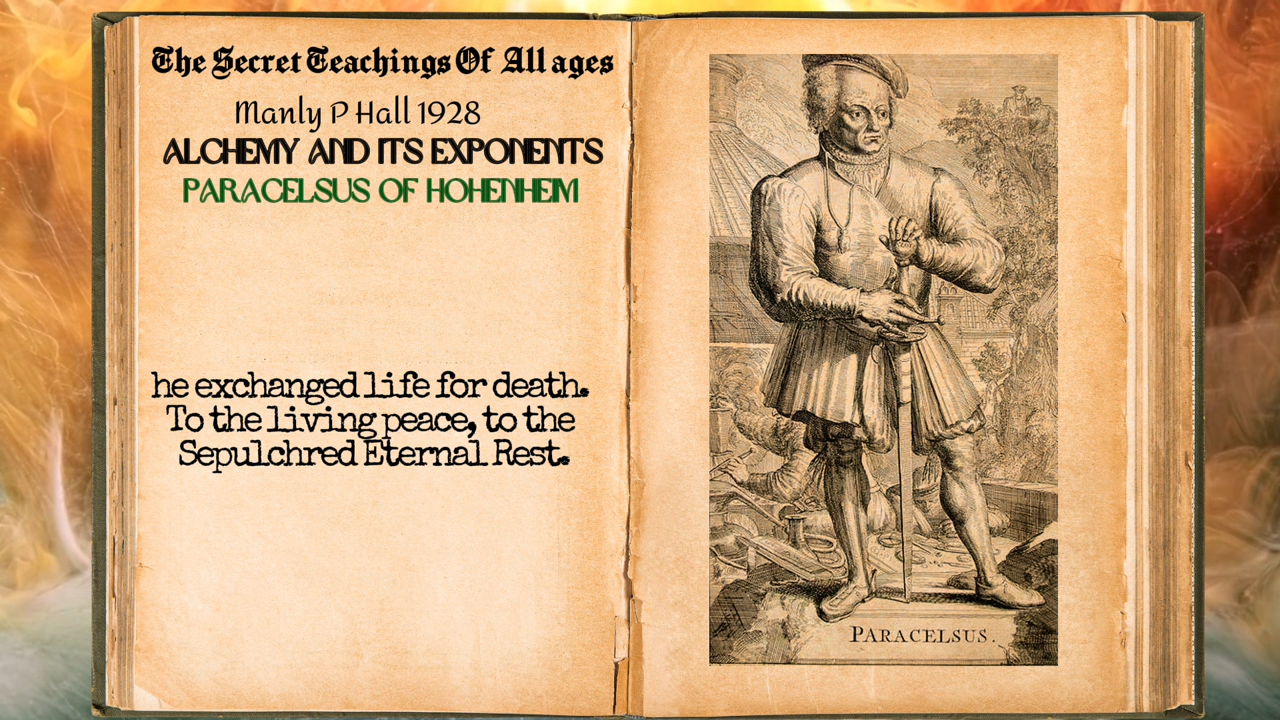 The Secret Teachings Of All ages
Manly P Hall 1928
ALCHEMY AND ITS EXPONENTS
PARACELSUS OF HOHENHEIM
he exchanged life for death.
To the living peace, to the
Sepulchred Eternal Rest.
PARACELSUS.